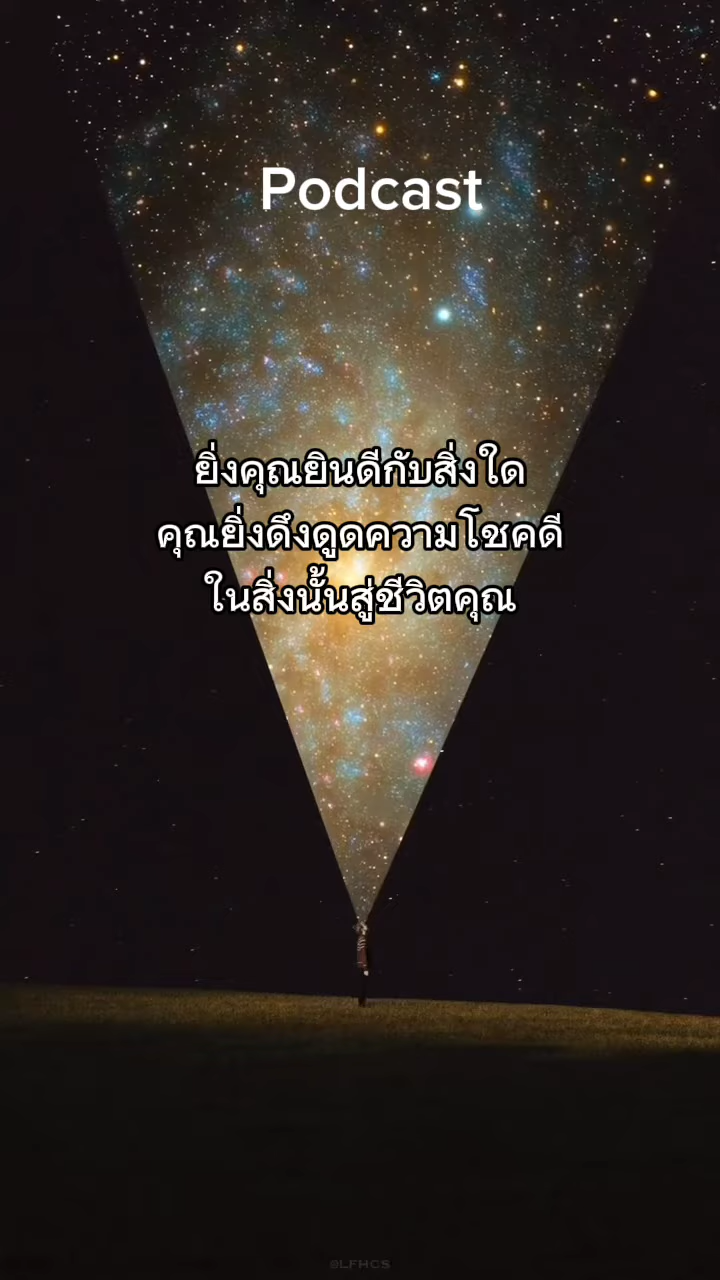 Podcast
ยิ่งคุณยินดีกับสิ่งใด
คุณยิ่งดึงดูดความโชคดี
ในสิ่งนั้นสู่ชีวิตคุณ
@LFMCS